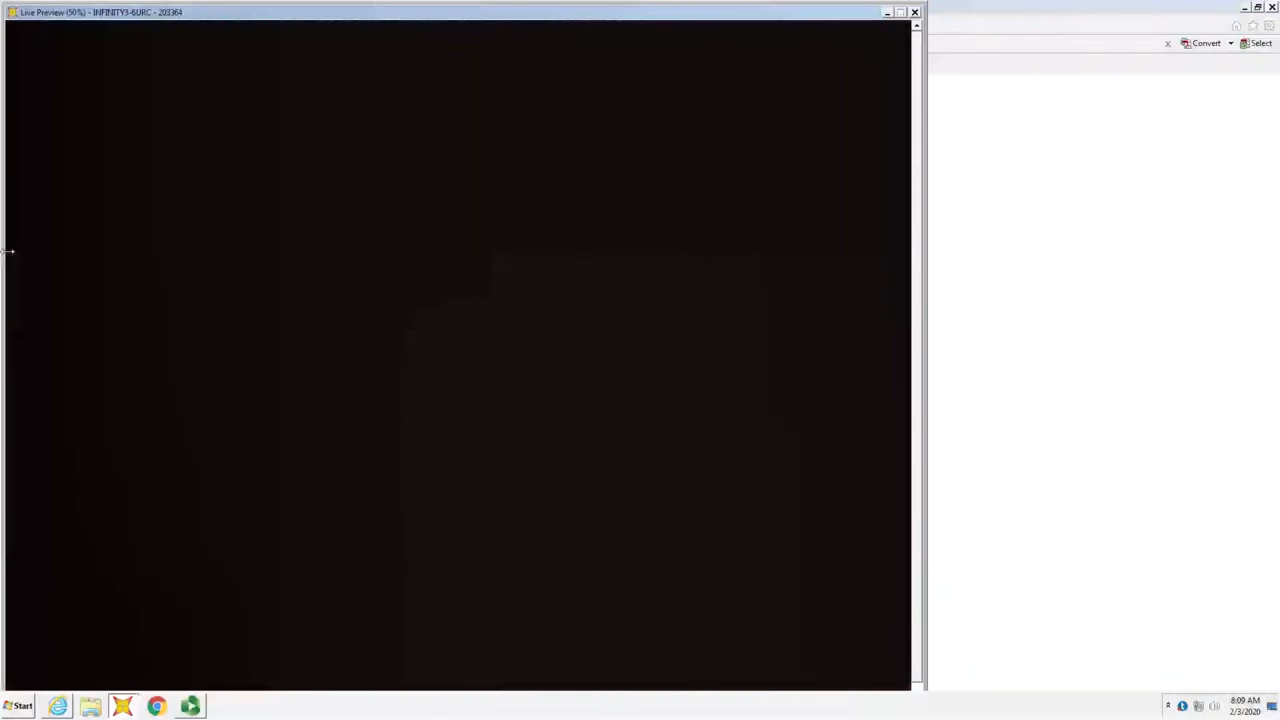 Live Preview (50%) - INFINITY3-6URC - 203364
Convert
Select
Start
8:09 AM
2/3/2020